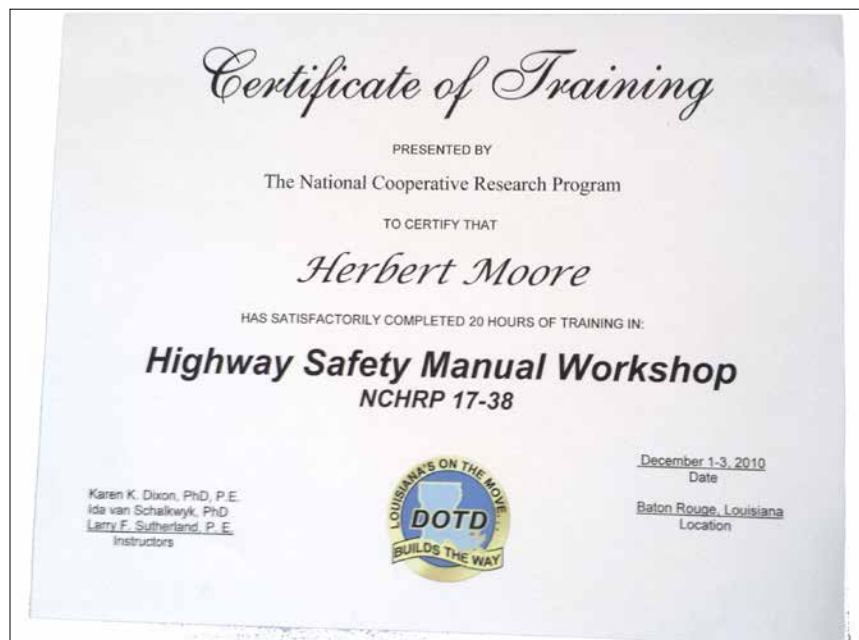 Certificate of Training
PRESENTED BY
The National Cooperative Research Program
TO CERTIFY THAT
Herbert Moore
HAS SATISFACTORILY COMPLETED 20 HOURS OF TRAINING IN:
Highway Safety Manual Workshop
NCHRP 17-38
Karen K. Dixon, PhD, P.E.
Ida van Schalkwyk, PhD
Larry F. Sutherland, P. E.
Instructors
LOUISIANA'S ON THE MOVE...
DOTD
BUILDS THE WAY
December 1-3, 2010
Date
Baton Rouge, Louisiana
Location